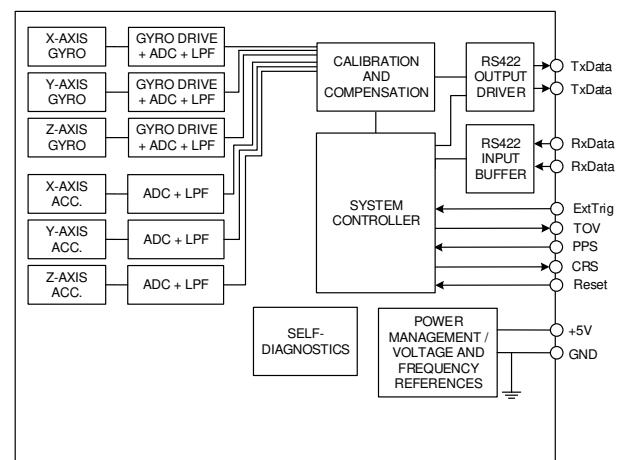 X-AXIS
GYRO
GYRO DRIVE
+ ADC + LPF
Y-AXIS
GYRO
GYRO DRIVE
+ ADC + LPF
Z-AXIS
GYRO
GYRO DRIVE
+ ADC + LPF
X-AXIS
ACC.
ADC + LPF
Y-AXIS
ACC.
ADC + LPF
Z-AXIS
ACC.
ADC + LPF
CALIBRATION
AND
COMPENSATION
SYSTEM
CONTROLLER
RS422
OUTPUT
DRIVER
RS422
INPUT
BUFFER
TxData
TxData
RxData
RxData
ExtTrig
TOV
PPS
CRS
Reset
SELF-
DIAGNOSTICS
POWER
MANAGEMENT /
VOLTAGE AND
FREQUENCY
REFERENCES
+5V
GND